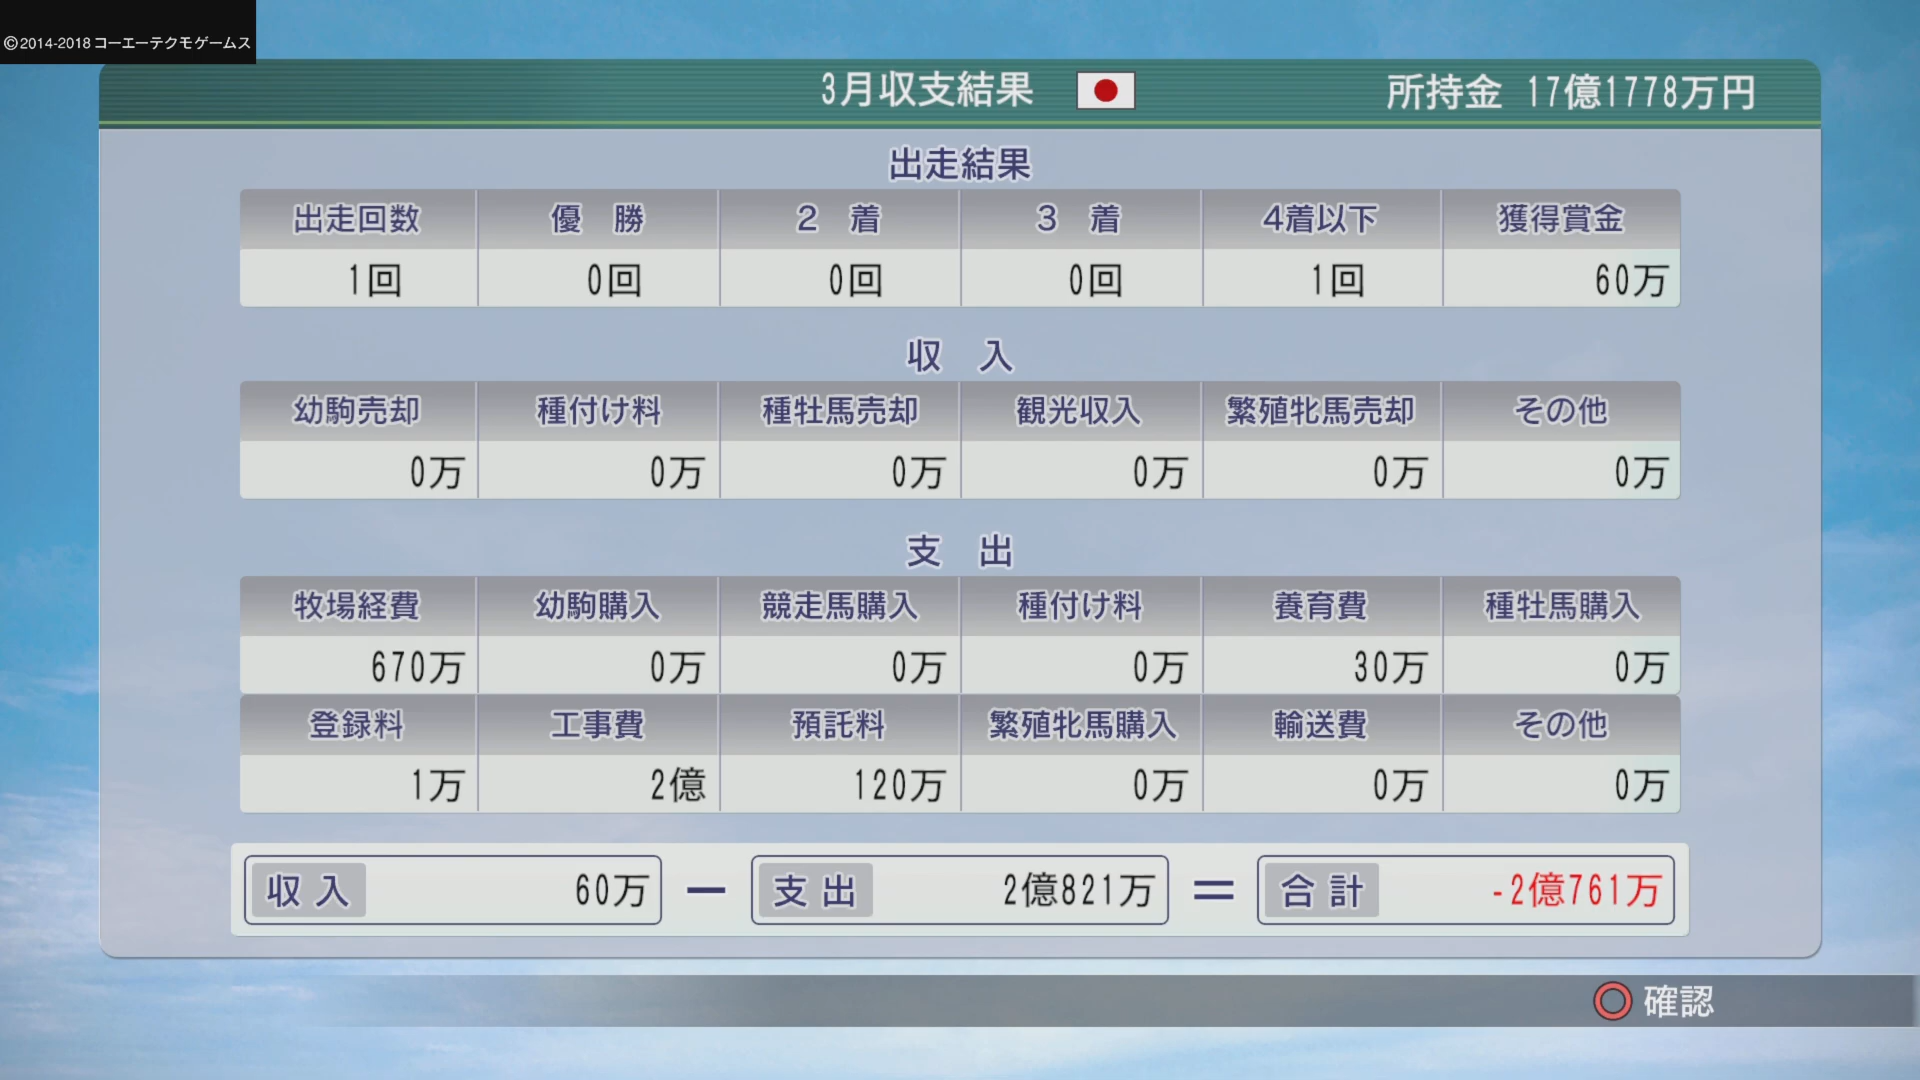 ©2014-2018 コーエーテクモゲームス
3月収支結果 所持金 17億1778万円
出走結果
出走回数 優 勝 2 着 3 着 4着以下 獲得賞金
1回 0回 0回 0回 1回 60万
収 入
幼駒売却 種付け料 種牡馬売却 観光収入 繁殖牝馬売却 その他
0万 0万 0万 0万 0万 0万
支 出
牧場経費 幼駒購入 競走馬購入 種付け料 養育費 種牡馬購入
670万 0万 0万 0万 30万 0万
登録料 工事費 預託料 繁殖牝馬購入 輸送費 その他
1万 2億 120万 0万 0万 0万
収入 60万 － 支出 2億821万 ＝ 合計 -2億761万
確認